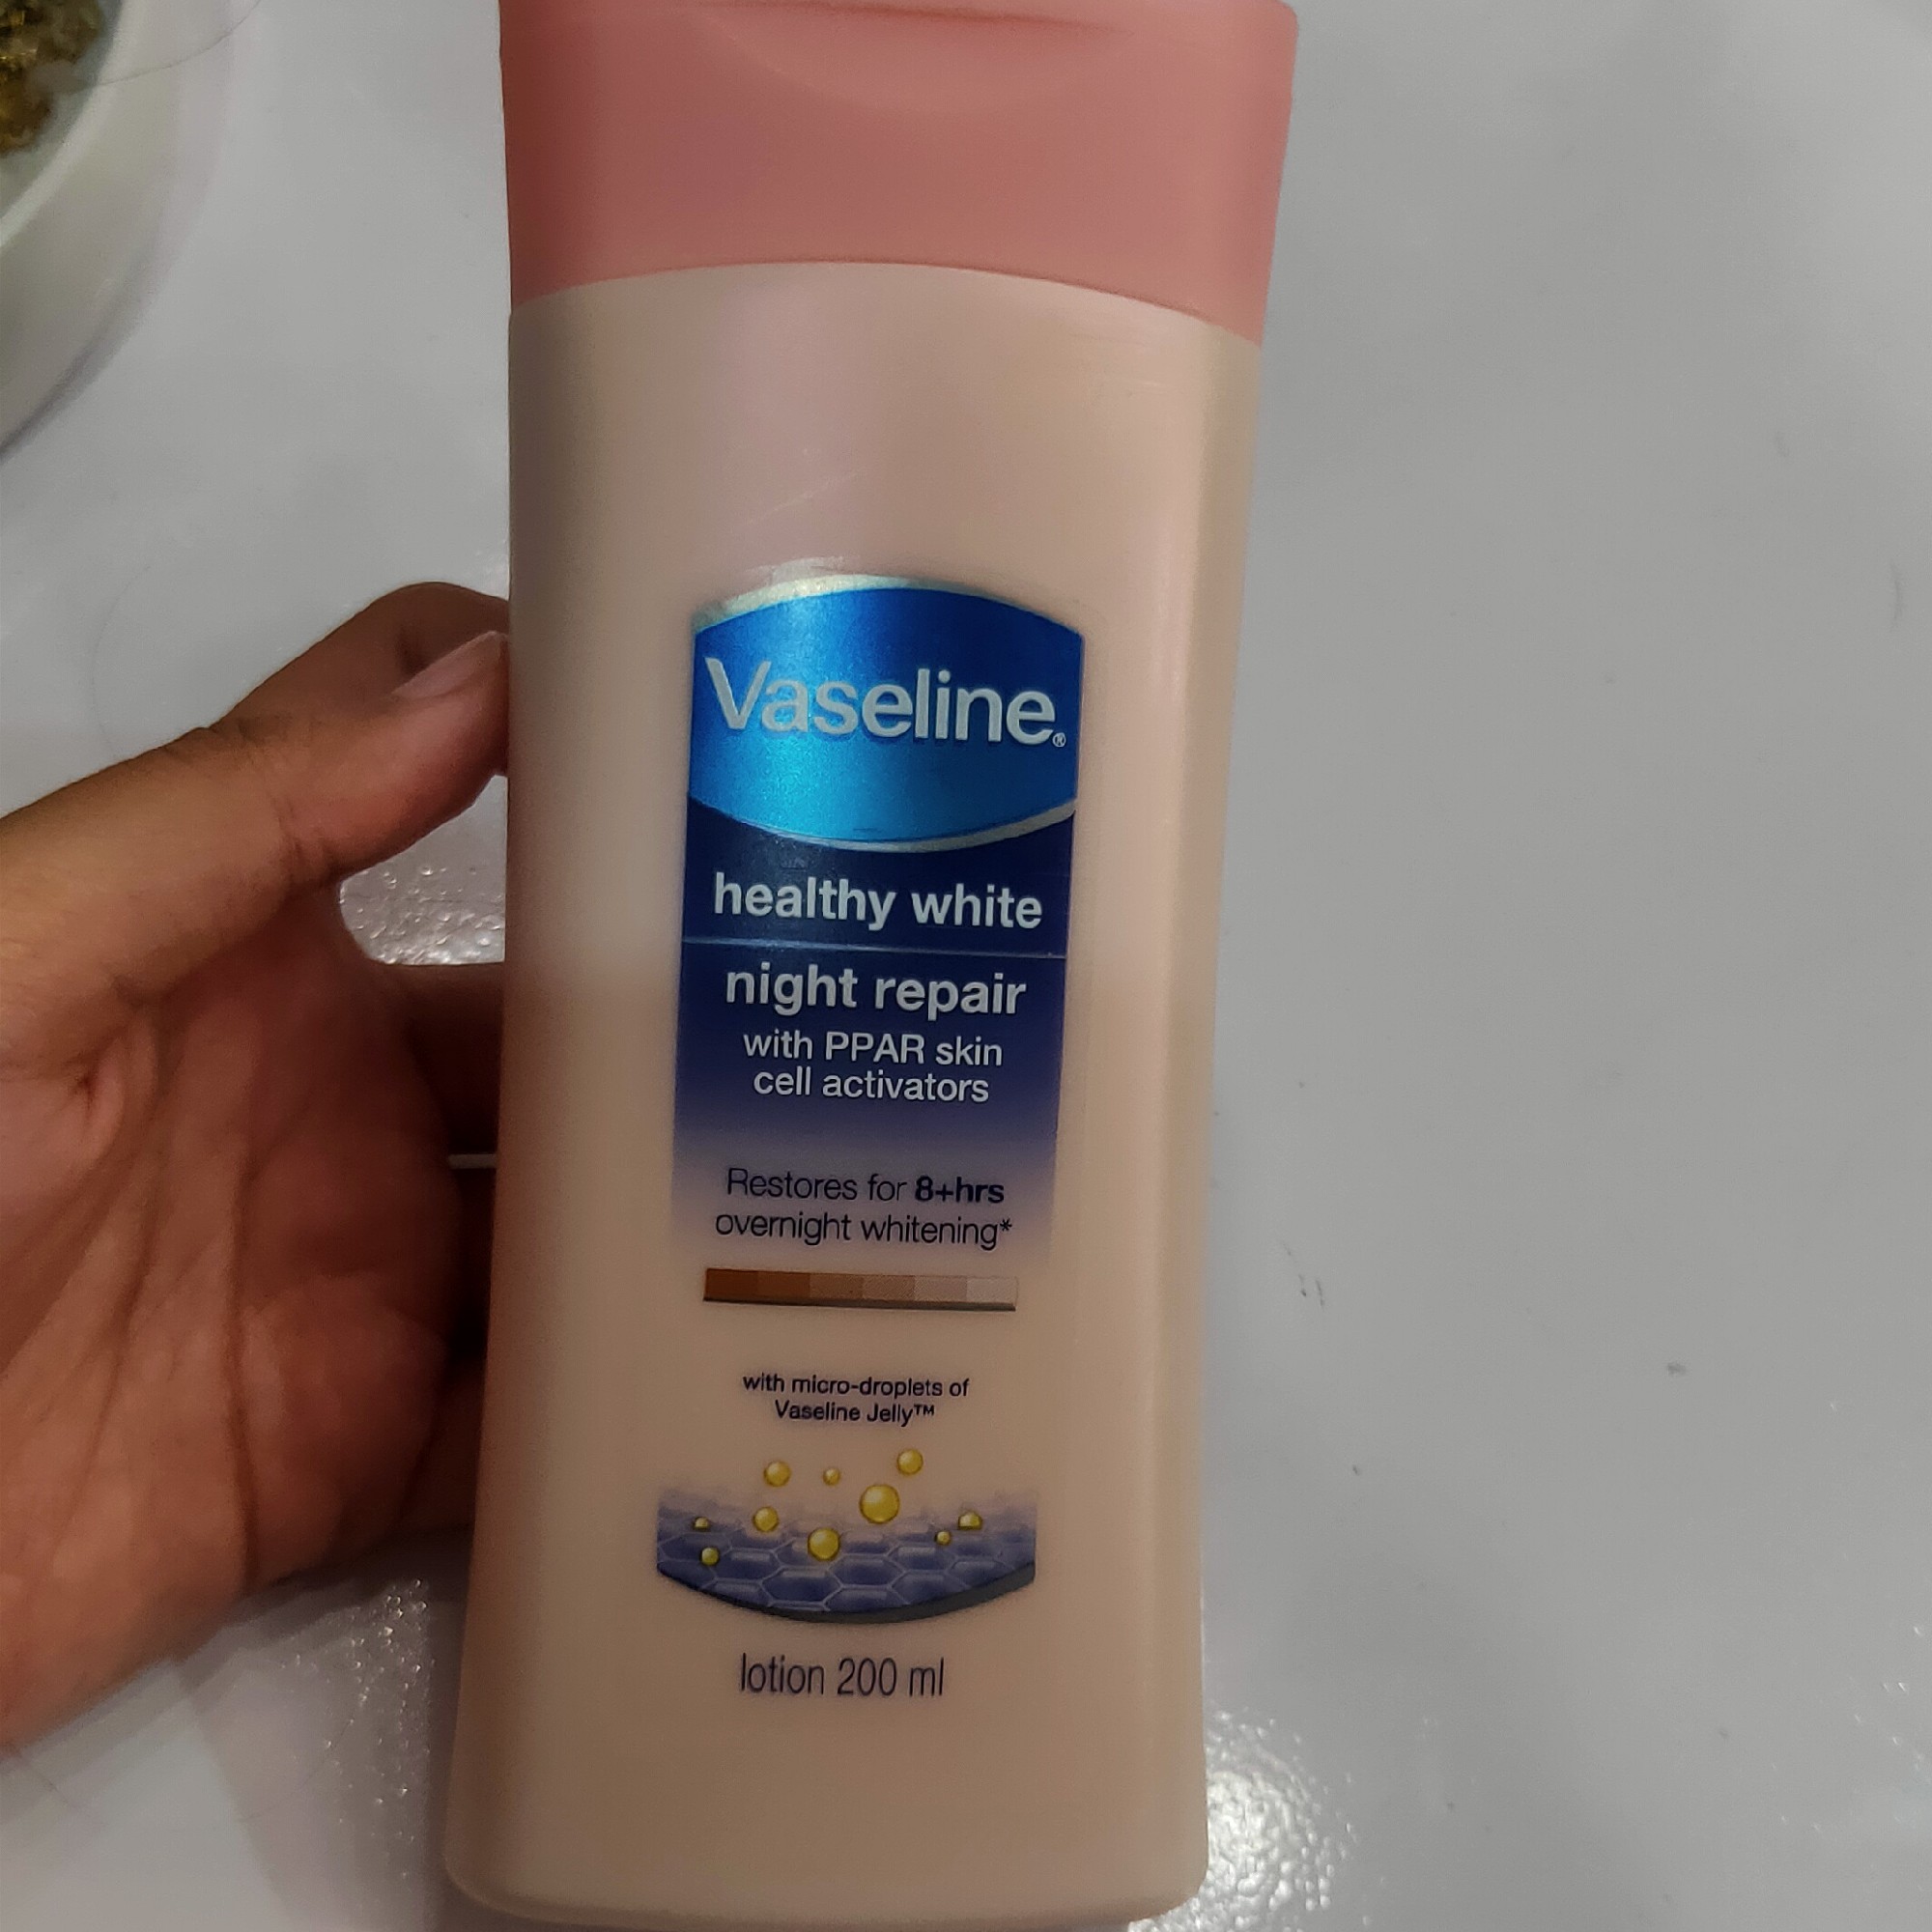 Vaseline®
healthy white
night repair
with PPAR skin
cell activators
Restores for 8+hrs
overnight whitening*
with micro-droplets of
Vaseline Jelly™
lotion 200 ml